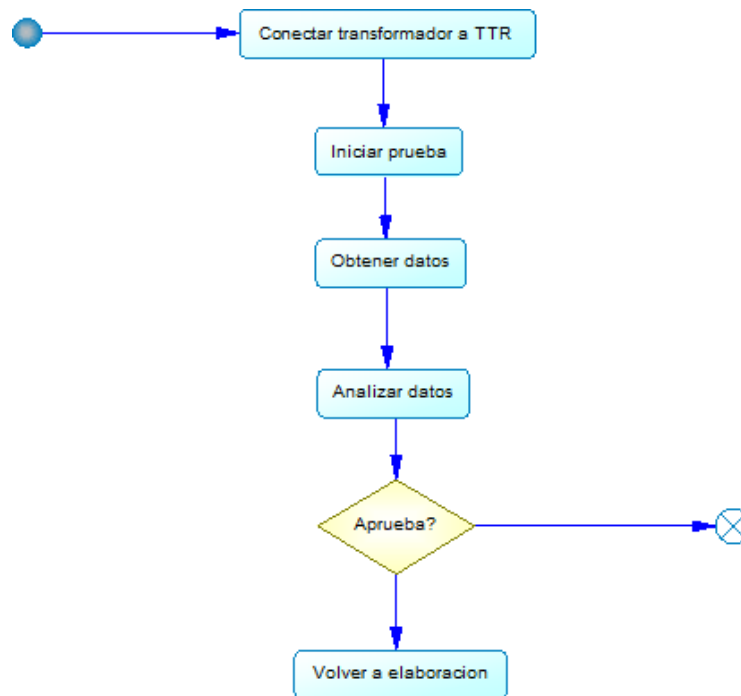 Conectar transformador a TTR
Iniciar prueba
Obtener datos
Analizar datos
Aprueba?
Volver a elaboracion